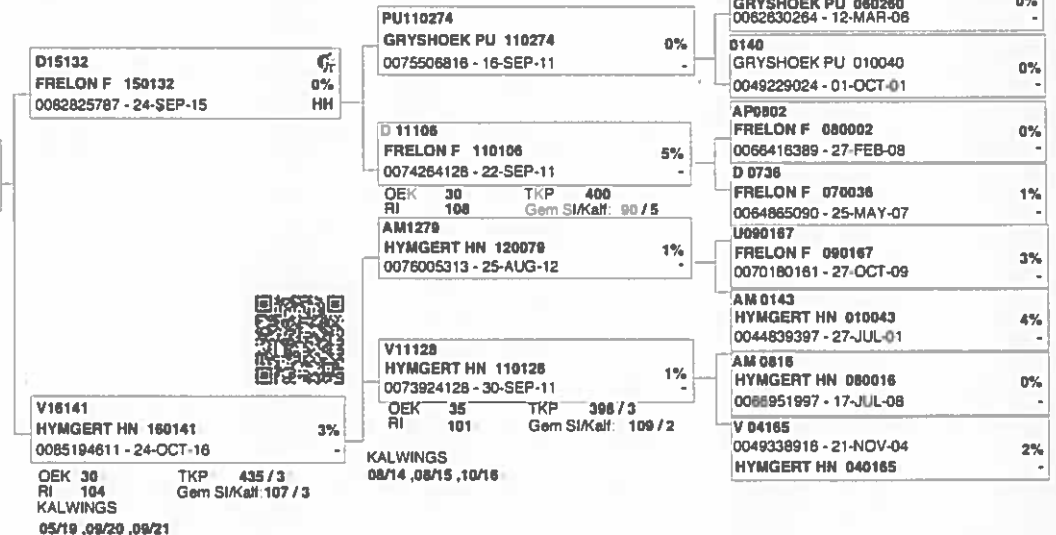 D15132
FRELON F 150132 0%
0082825787 - 24-SEP-15 HH
V16141
HYMGERT HN 160141 3%
0085194611 - 24-OCT-16 -
OEK 30 TKP 435 / 3
RI 104 Gem SI/Kalf: 107 / 3
KALWINGS
05/19 ,09/20 ,09/21
PU110274
GRYSHOEK PU 110274 0%
0075506816 - 16-SEP-11 -
D 11106
FRELON F 110106 5%
0074264128 - 22-SEP-11 -
OEK 30 TKP 400
RI 108 Gem SI/Kalf: 90 / 5
AM1279
HYMGERT HN 120079 1%
0076005313 - 25-AUG-12 -
V11128
HYMGERT HN 110128 1%
0073924128 - 30-SEP-11 -
OEK 35 TKP 398 / 3
RI 101 Gem SI/Kalf: 109 / 2
KALWINGS
08/14 ,08/15 ,10/16
GRYSHOEK PU 060260 0%
0062630264 - 12-MAR-06 -
0140
GRYSHOEK PU 010040 0%
0049229024 - 01-OCT-01 -
AP0802
FRELON F 080002 0%
0066416389 - 27-FEB-08 -
D 0736
FRELON F 070036 1%
0064865090 - 25-MAY-07 -
U090167
FRELON F 090167 3%
0070180161 - 27-OCT-09 -
AM 0143
HYMGERT HN 010043 4%
0044839397 - 27-JUL-01 -
AM 0816
HYMGERT HN 080016 0%
0066951997 - 17-JUL-08 -
V 04165
0049338916 - 21-NOV-04 2%
HYMGERT HN 040165 -